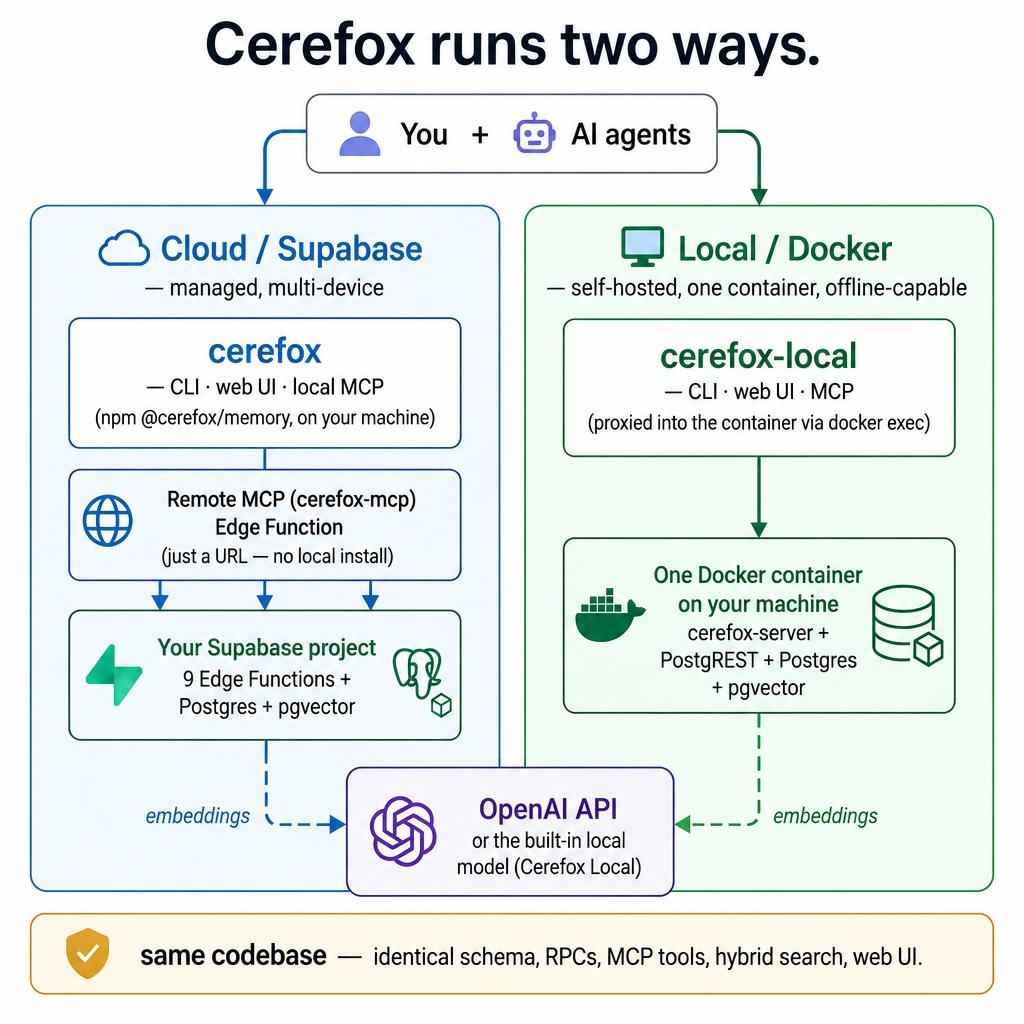 Cerefox runs two ways.
You + AI agents
Cloud / Supabase
— managed, multi-device
cerefox
— CLI · web UI · local MCP
(npm @cerefox/memory, on your machine)
Remote MCP (cerefox-mcp)
Edge Function
(just a URL — no local install)
Your Supabase project
9 Edge Functions +
Postgres + pgvector
embeddings
Local / Docker
— self-hosted, one container, offline-capable
cerefox-local
— CLI · web UI · MCP
(proxied into the container via docker exec)
One Docker container
on your machine
cerefox-server +
PostgREST + Postgres
+ pgvector
embeddings
OpenAI API
or the built-in local
model (Cerefox Local)
same codebase — identical schema, RPCs, MCP tools, hybrid search, web UI.